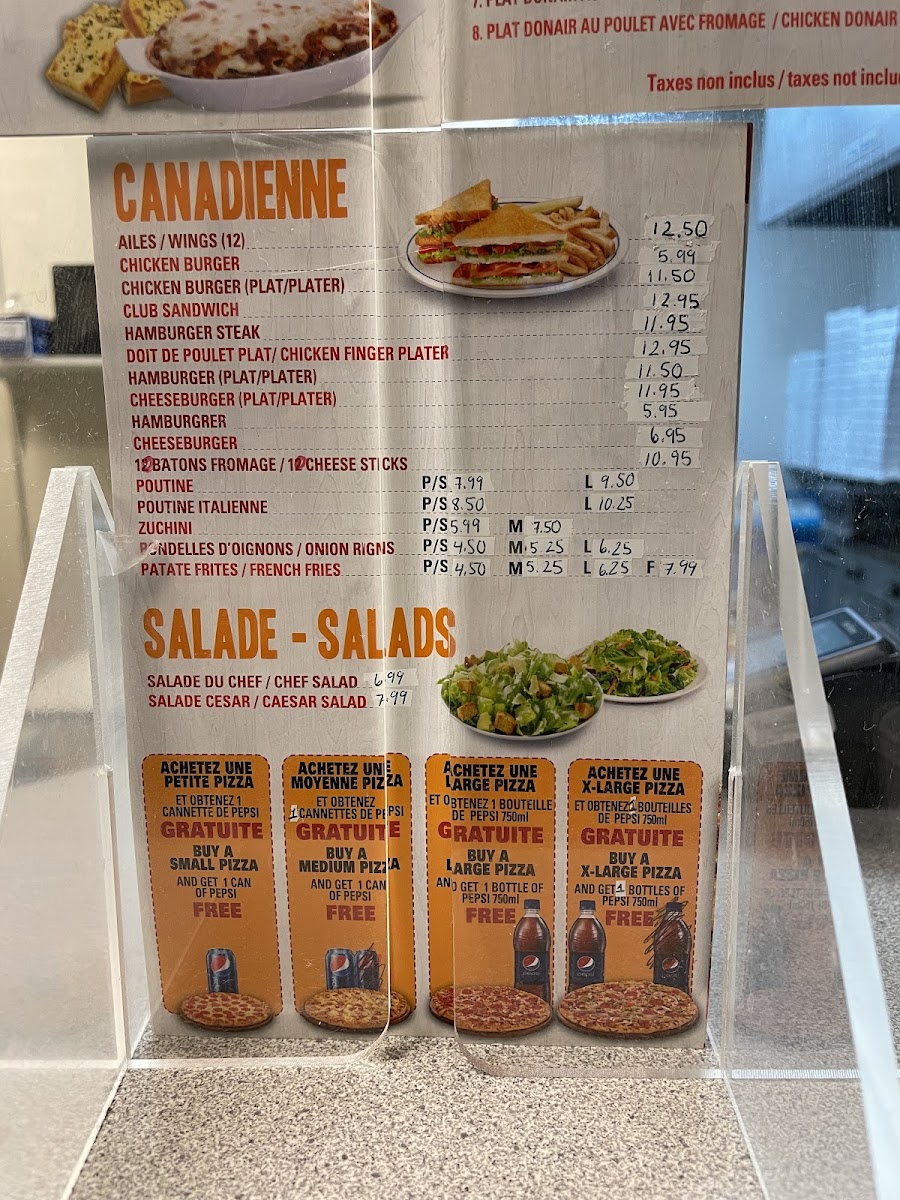 7. PLAT DONAIR
8. PLAT DONAIR AU POULET AVEC FROMAGE / CHICKEN DONAIR
Taxes non inclus / taxes not inclu
CANADIENNE
AILES / WINGS (12) 12.50
CHICKEN BURGER 5.99
CHICKEN BURGER (PLAT/PLATER) 11.50
CLUB SANDWICH 12.95
HAMBURGER STEAK 11.95
DOIT DE POULET PLAT/ CHICKEN FINGER PLATER 12.95
HAMBURGER (PLAT/PLATER) 11.50
CHEESEBURGER (PLAT/PLATER) 11.95
HAMBURGRER 5.95
CHEESEBURGER 6.95
12 BATONS FROMAGE / 12 CHEESE STICKS 10.95
POUTINE P/S 7.99 L 9.50
POUTINE ITALIENNE P/S 8.50 L 10.25
ZUCHINI P/S 5.99 M 7.50
RONDELLES D'OIGNONS / ONION RIGNS P/S 4.50 M 5.25 L 6.25
PATATE FRITES / FRENCH FRIES P/S 4.50 M 5.25 L 6.25 F 7.99
SALADE - SALADS
SALADE DU CHEF / CHEF SALAD 6.99
SALADE CESAR / CAESAR SALAD 7.99
ACHETEZ UNE
PETITE PIZZA
ET OBTENEZ 1
CANNETTE DE PEPSI
GRATUITE
BUY A
SMALL PIZZA
AND GET 1 CAN
OF PEPSI
FREE
ACHETEZ UNE
MOYENNE PIZZA
ET OBTENEZ
1 CANNETTES DE PEPSI
GRATUITE
BUY A
MEDIUM PIZZA
AND GET 1 CAN
OF PEPSI
FREE
ACHETEZ UNE
LARGE PIZZA
ET OBTENEZ 1 BOUTEILLE
DE PEPSI 750ml
GRATUITE
BUY A
LARGE PIZZA
AND GET 1 BOTTLE OF
PEPSI 750ml
FREE
ACHETEZ UNE
X-LARGE PIZZA
ET OBTENEZ 1 BOUTEILLES
DE PEPSI 750ml
GRATUITE
BUY A
X-LARGE PIZZA
AND GET 1 BOTTLES OF
PEPSI 750ml
FREE